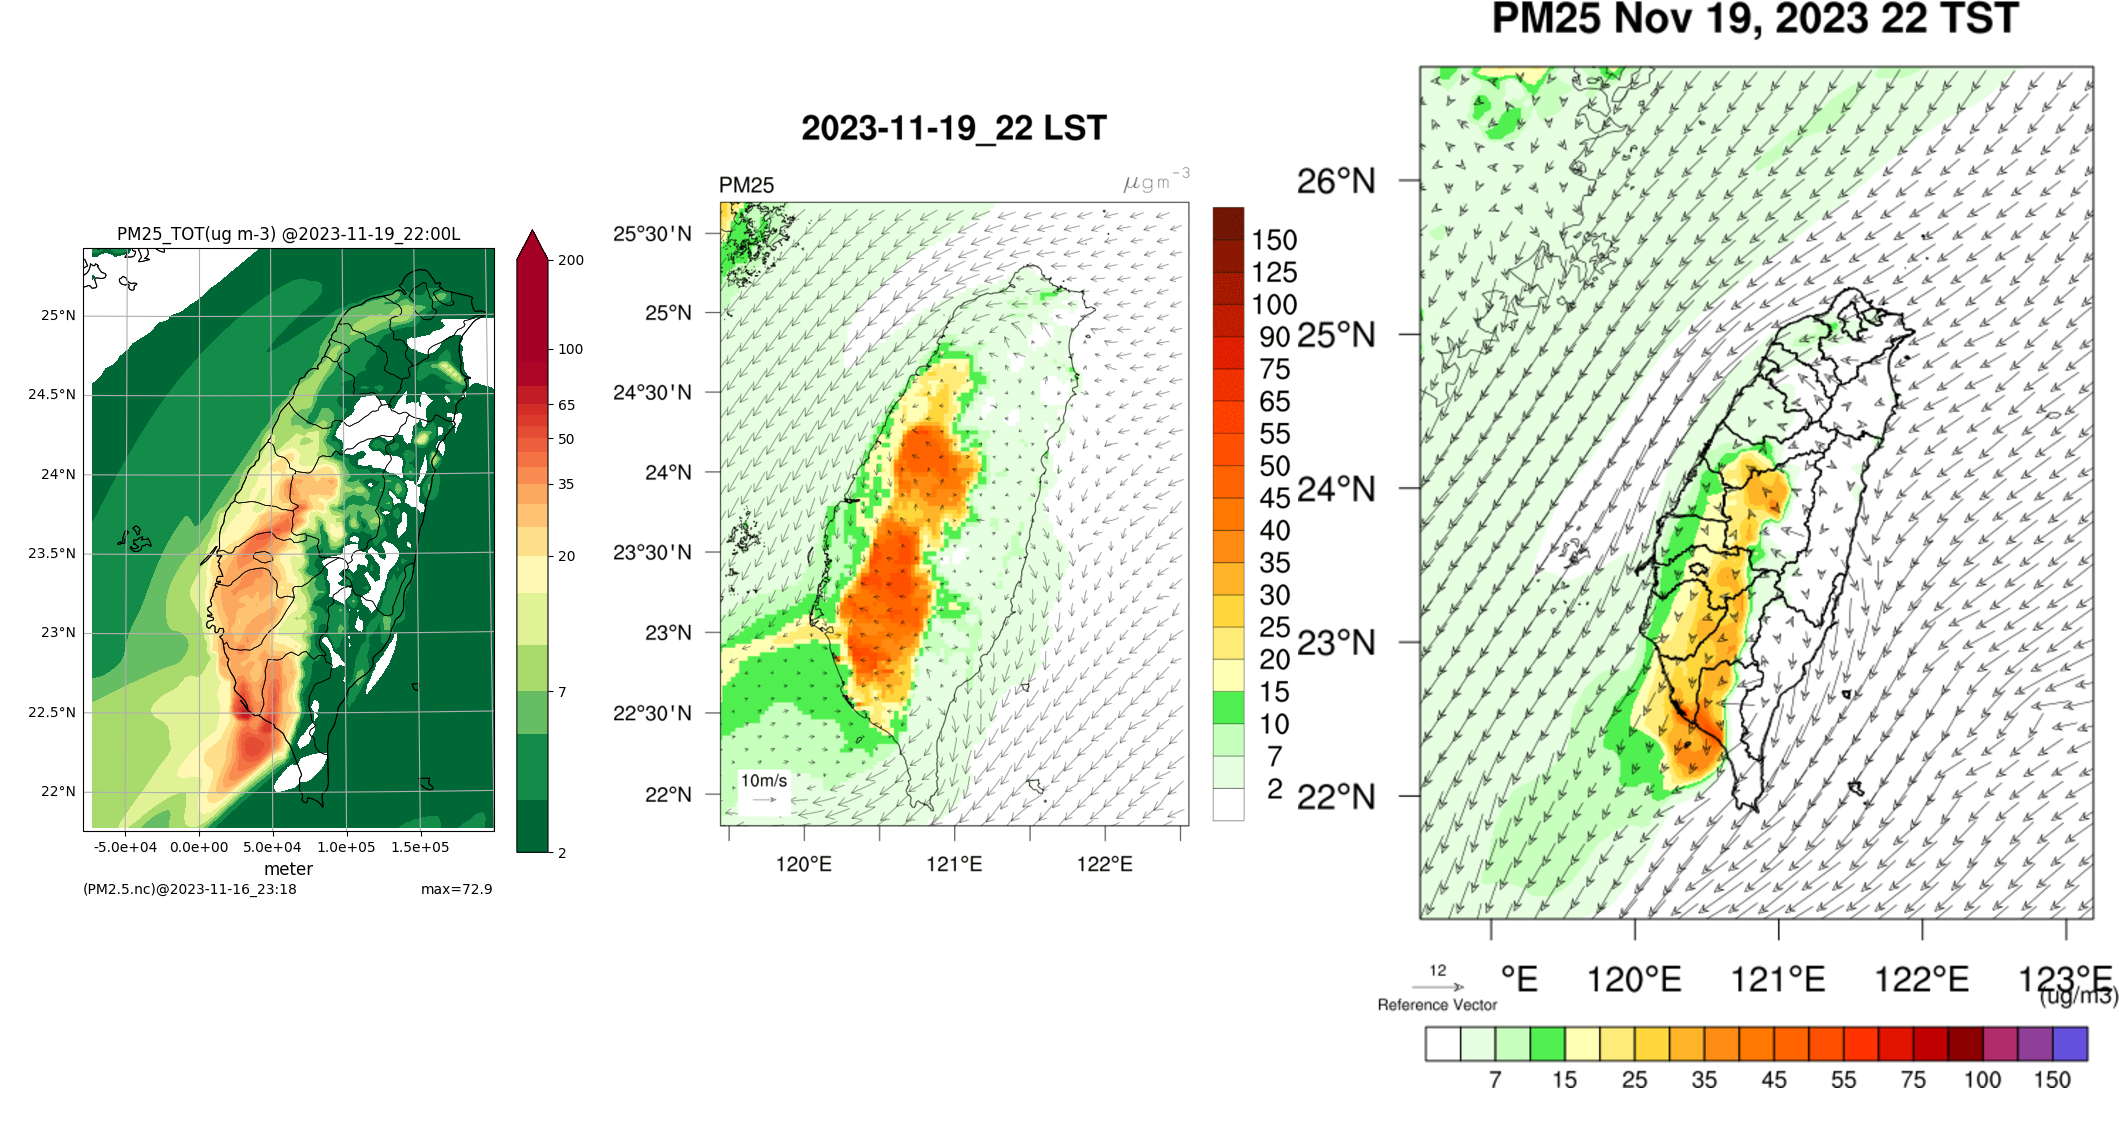 PM25_TOT(ug m-3) @2023-11-19_22:00L
200
100
65
50
35
20
7
2
25°N
24.5°N
24°N
23.5°N
23°N
22.5°N
22°N
-5.0e+04 0.0e+00 5.0e+04 1.0e+05 1.5e+05
meter
(PM2.5.nc)@2023-11-16_23:18 max=72.9
2023-11-19_22 LST
PM25 μgm-3
25°30'N
25°N
24°30'N
24°N
23°30'N
23°N
22°30'N
22°N
10m/s
120°E 121°E 122°E
150
125
100
90
75
65
55
50
45
40
35
30
25
20
15
10
7
2
PM25 Nov 19, 2023 22 TST
26°N
25°N
24°N
23°N
22°N
°E 120°E 121°E 122°E 123°E
12
Reference Vector
(ug/m3)
7 15 25 35 45 55 75 100 150